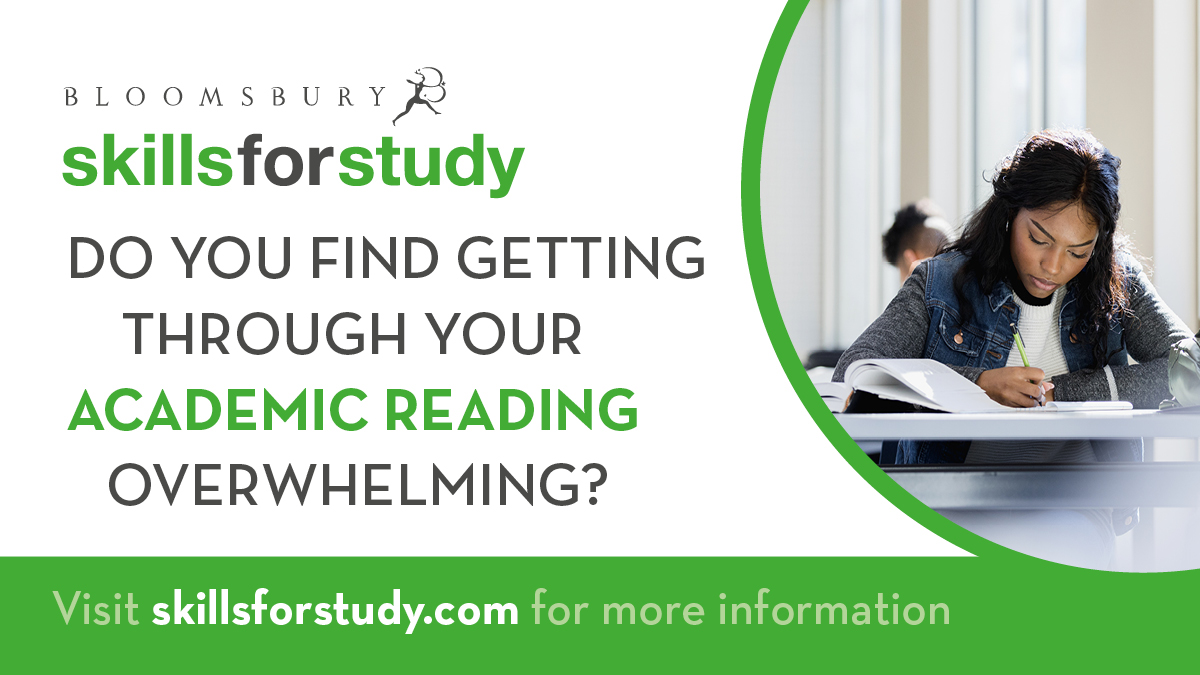 BLOOMSBURY
skillsforstudy
DO YOU FIND GETTING
THROUGH YOUR
ACADEMIC READING
OVERWHELMING?
Visit skillsforstudy.com for more information